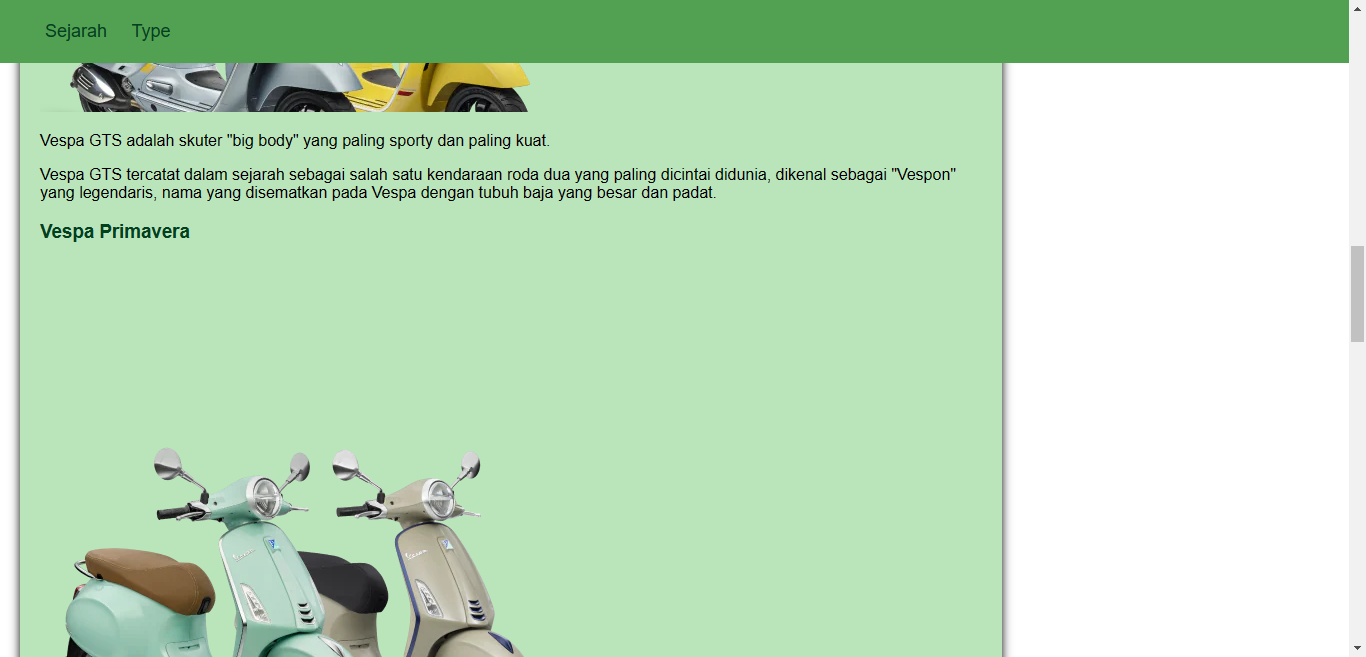 Sejarah Type
Vespa GTS adalah skuter "big body" yang paling sporty dan paling kuat.
Vespa GTS tercatat dalam sejarah sebagai salah satu kendaraan roda dua yang paling dicintai didunia, dikenal sebagai "Vespon"
yang legendaris, nama yang disematkan pada Vespa dengan tubuh baja yang besar dan padat.
Vespa Primavera
Vespa
Vespa